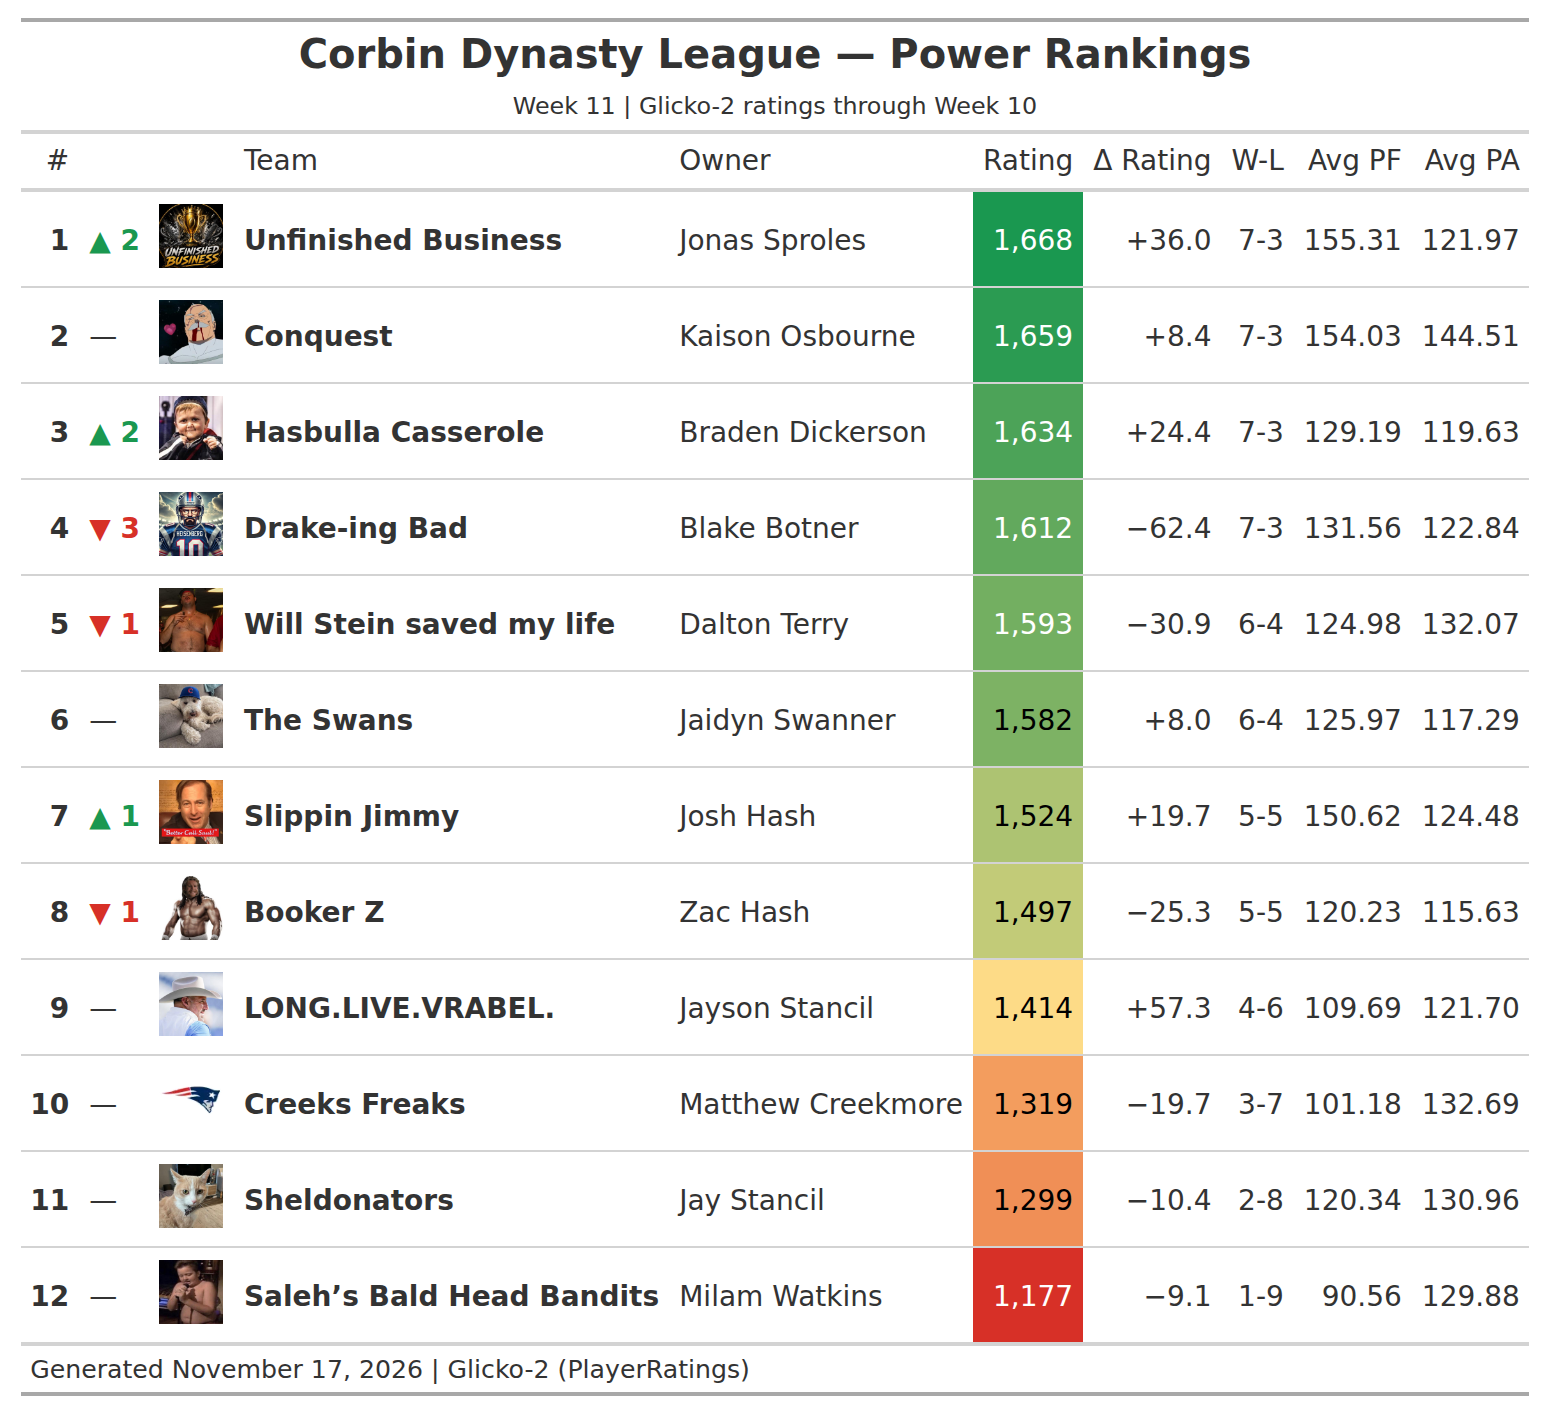 Corbin Dynasty League — Power Rankings
Week 11 | Glicko-2 ratings through Week 10
# Team Owner Rating Δ Rating W-L Avg PF Avg PA
1 ▲ 2 UNFINISHED BUSINESS Unfinished Business Jonas Sproles 1,668 +36.0 7-3 155.31 121.97
2 — Conquest Kaison Osbourne 1,659 +8.4 7-3 154.03 144.51
3 ▲ 2 Hasbulla Casserole Braden Dickerson 1,634 +24.4 7-3 129.19 119.63
4 ▼ 3 HEISENBERG 10 Drake-ing Bad Blake Botner 1,612 −62.4 7-3 131.56 122.84
5 ▼ 1 Will Stein saved my life Dalton Terry 1,593 −30.9 6-4 124.98 132.07
6 — The Swans Jaidyn Swanner 1,582 +8.0 6-4 125.97 117.29
7 ▲ 1 "Better Call Saul!" Slippin Jimmy Josh Hash 1,524 +19.7 5-5 150.62 124.48
8 ▼ 1 Booker Z Zac Hash 1,497 −25.3 5-5 120.23 115.63
9 — LONG.LIVE.VRABEL. Jayson Stancil 1,414 +57.3 4-6 109.69 121.70
10 — Creeks Freaks Matthew Creekmore 1,319 −19.7 3-7 101.18 132.69
11 — Sheldonators Jay Stancil 1,299 −10.4 2-8 120.34 130.96
12 — Saleh’s Bald Head Bandits Milam Watkins 1,177 −9.1 1-9 90.56 129.88
Generated November 17, 2026 | Glicko-2 (PlayerRatings)